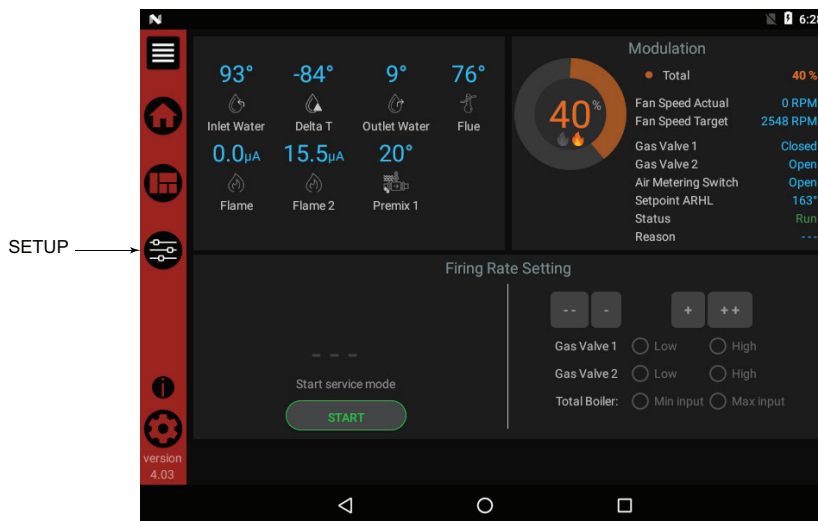 6:28
93° -84° 9° 76°
Inlet Water Delta T Outlet Water Flue
0.0µA 15.5µA 20°
Flame Flame 2 Premix 1
Modulation
Total 40 %
40%
Fan Speed Actual 0 RPM
Fan Speed Target 2548 RPM
Gas Valve 1 Closed
Gas Valve 2 Open
Air Metering Switch Open
Setpoint ARHL 163°
Status Run
Reason ---
SETUP
Firing Rate Setting
--- 
Start service mode
START
-- - + ++
Gas Valve 1 Low High
Gas Valve 2 Low High
Total Boiler: Min input Max input
version
4.03